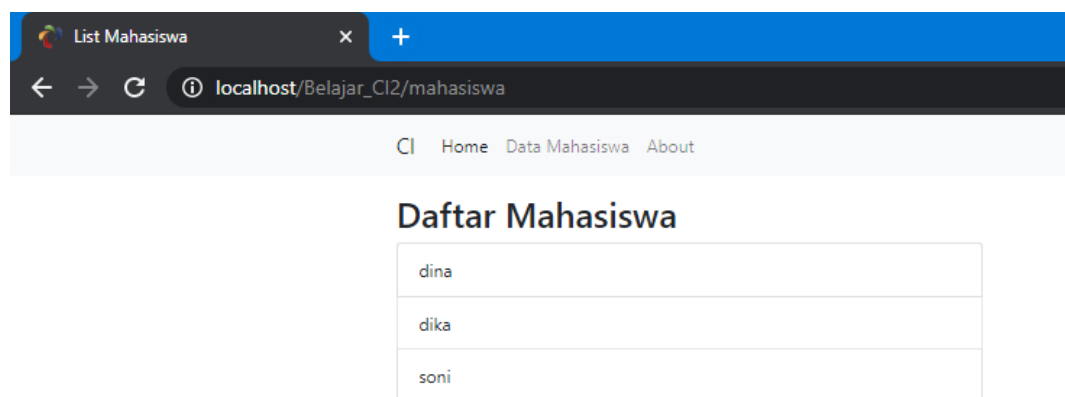 List Mahasiswa
localhost/Belajar_CI2/mahasiswa
CI Home Data Mahasiswa About
Daftar Mahasiswa
dina
dika
soni